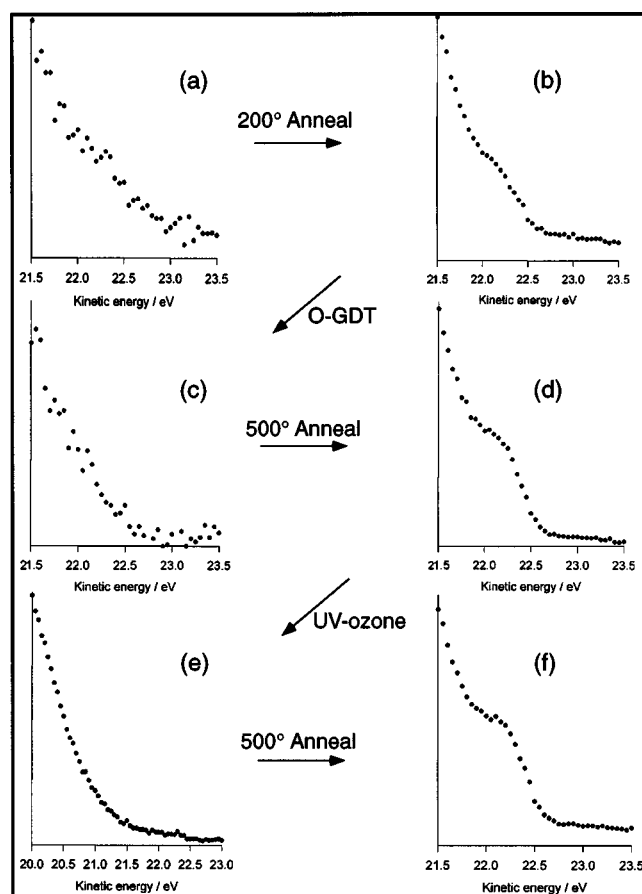 (a)
200° Anneal
(b)
21.5 22.0 22.5 23.0 23.5
Kinetic energy / eV
21.5 22.0 22.5 23.0 23.5
Kinetic energy / eV
O-GDT
(c)
500° Anneal
(d)
21.5 22.0 22.5 23.0 23.5
Kinetic energy / eV
21.5 22.0 22.5 23.0 23.5
Kinetic energy / eV
UV-ozone
(e)
500° Anneal
(f)
20.0 20.5 21.0 21.5 22.0 22.5 23.0
Kinetic energy / eV
21.5 22.0 22.5 23.0 23.5
Kinetic energy / eV